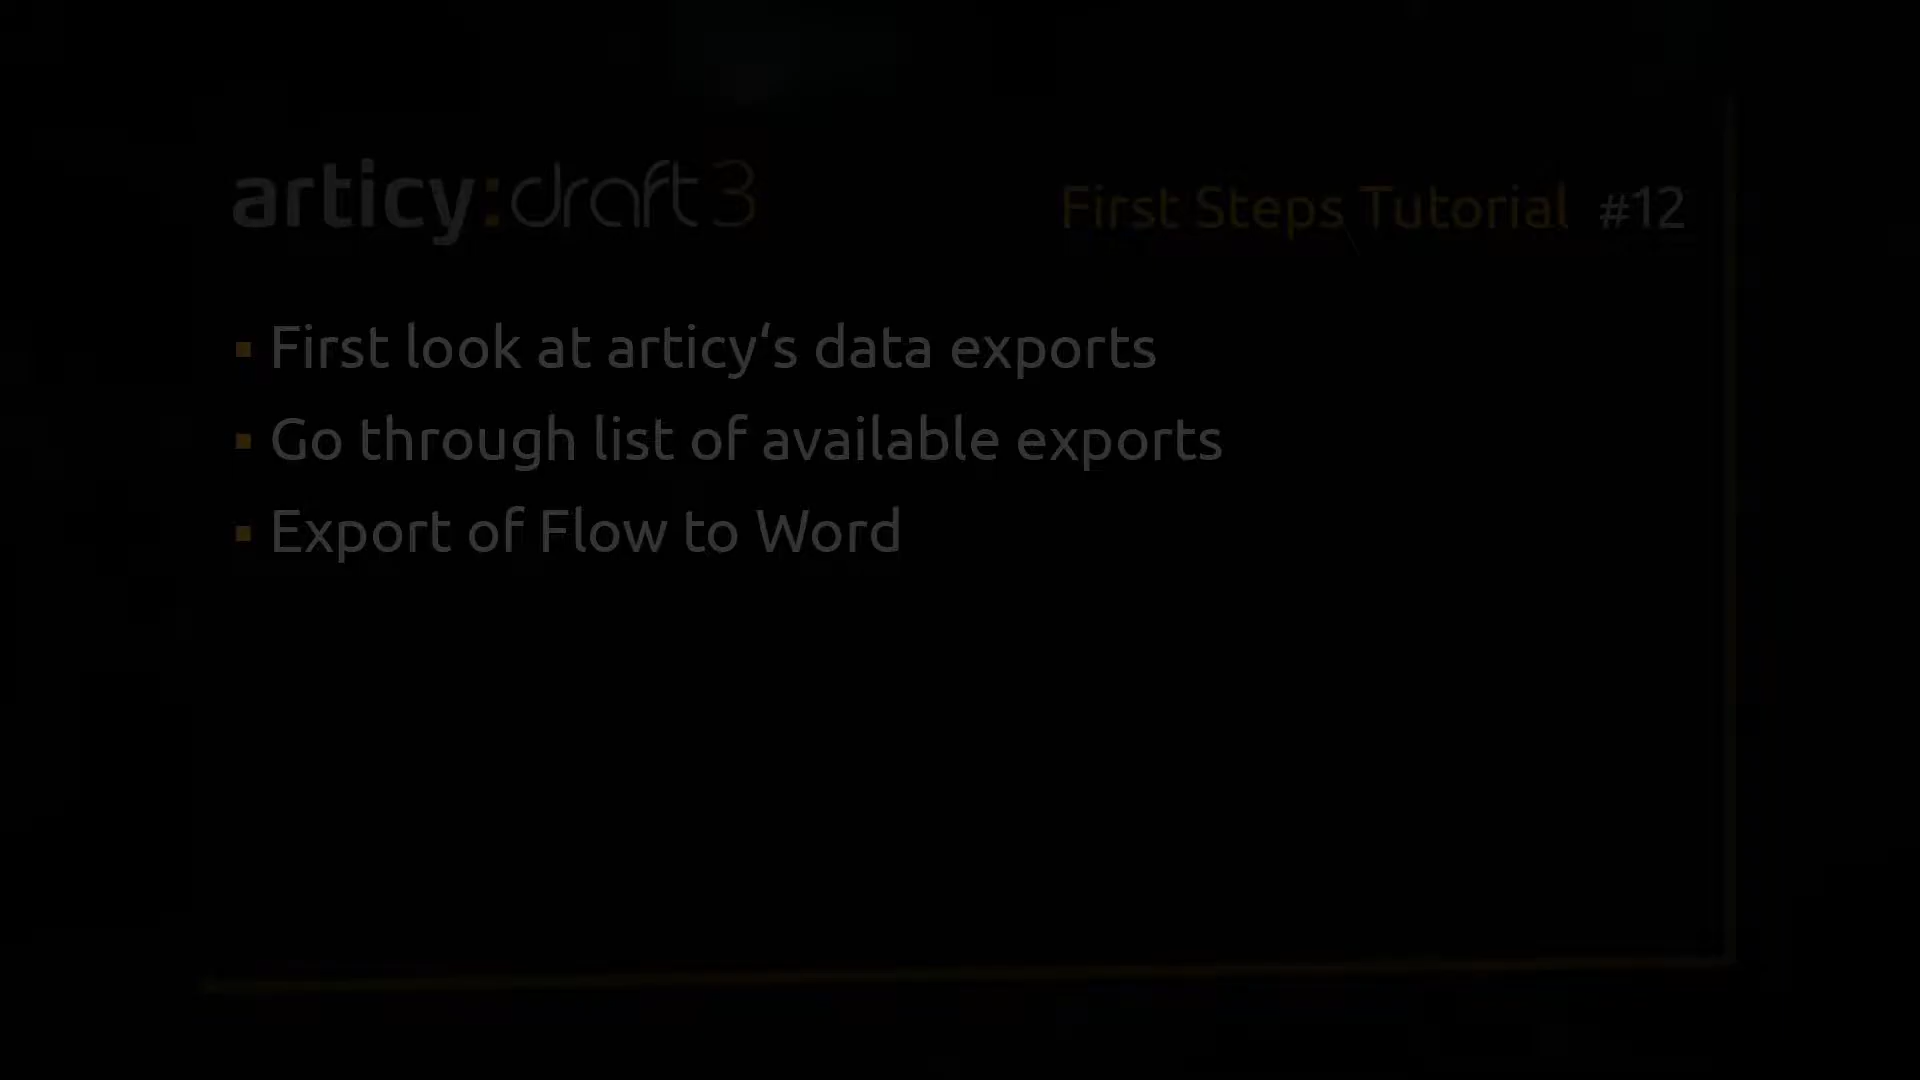 articy:draft 3
First Steps Tutorial #12
▪ First look at articy‘s data exports
▪ Go through list of available exports
▪ Export of Flow to Word